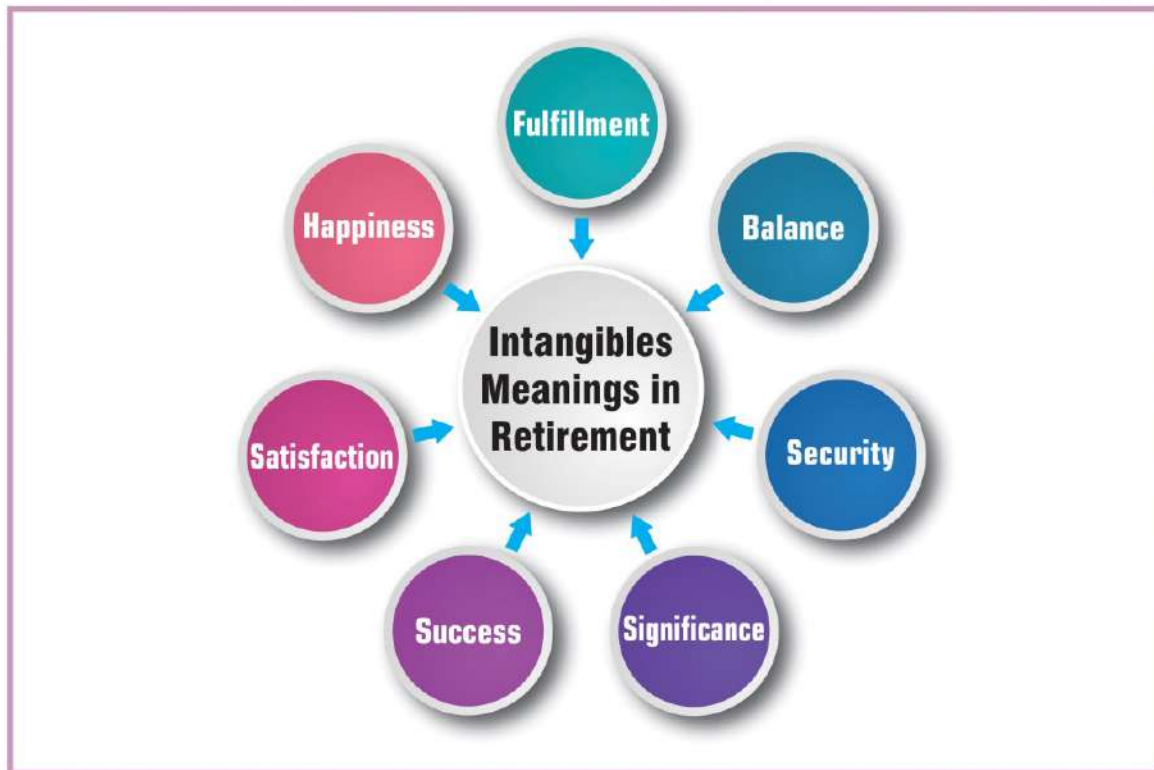 Fulfillment
Balance
Security
Significance
Success
Satisfaction
Happiness
Intangibles
Meanings in
Retirement